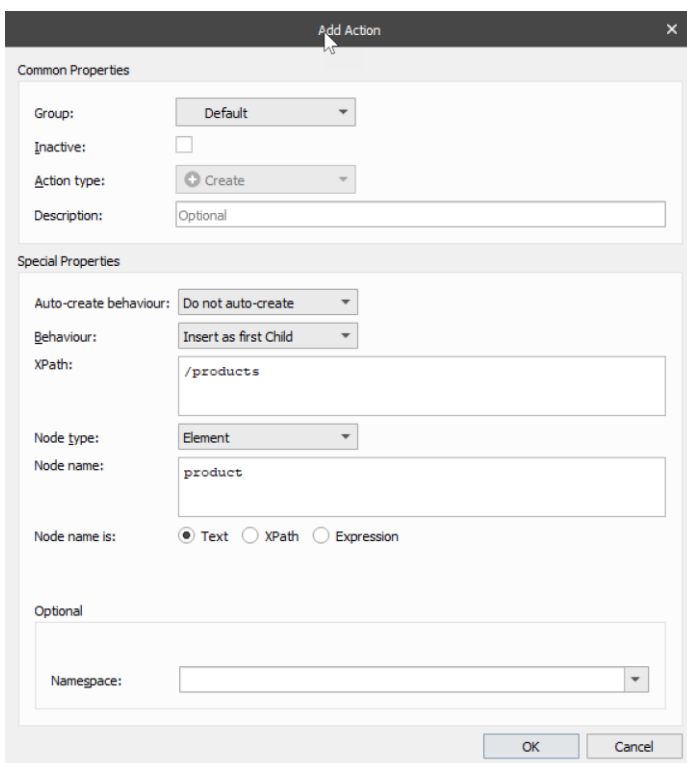 Add Action
Common Properties
Group: Default
Inactive:
Action type: Create
Description: Optional
Special Properties
Auto-create behaviour: Do not auto-create
Behaviour: Insert as first Child
XPath: /products
Node type: Element
Node name: product
Node name is: Text XPath Expression
Optional
Namespace:
OK Cancel